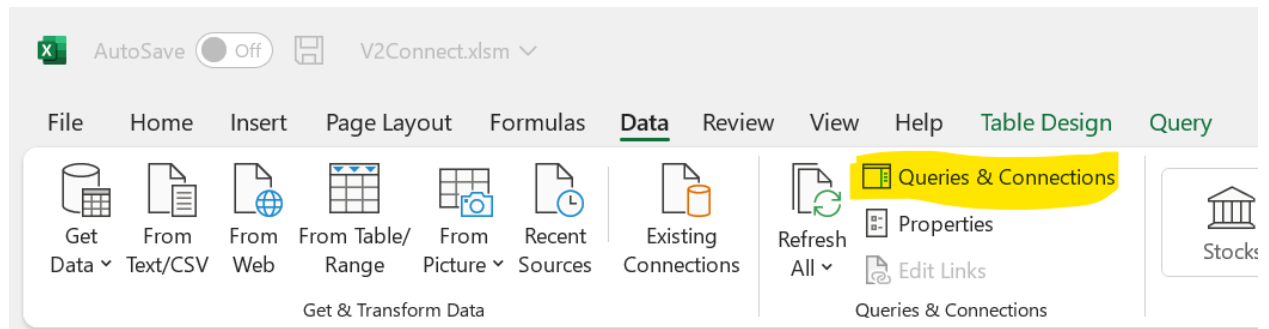 AutoSave Off V2Connect.xlsm
File Home Insert Page Layout Formulas Data Review View Help Table Design Query
Get Data
From Text/CSV
From Web
From Table/ Range
From Picture
Recent Sources
Existing Connections
Refresh All
Queries & Connections
Properties
Edit Links
Stocks
Get & Transform Data
Queries & Connections